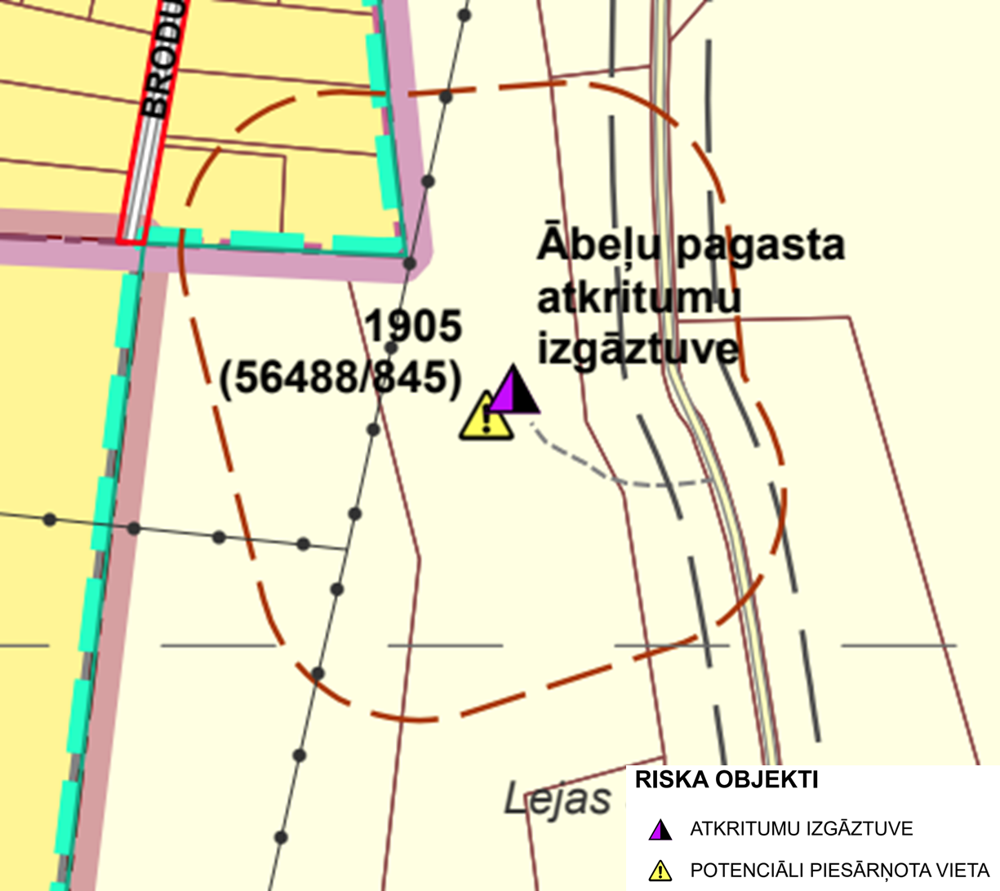 BRODU
Ābeļu pagasta
atkritumu
izgāztuve
1905
(56488/845)
Lejas
RISKA OBJEKTI
ATKRITUMU IZGĀZTUVE
POTENCIĀLI PIESĀRŅOTA VIETA